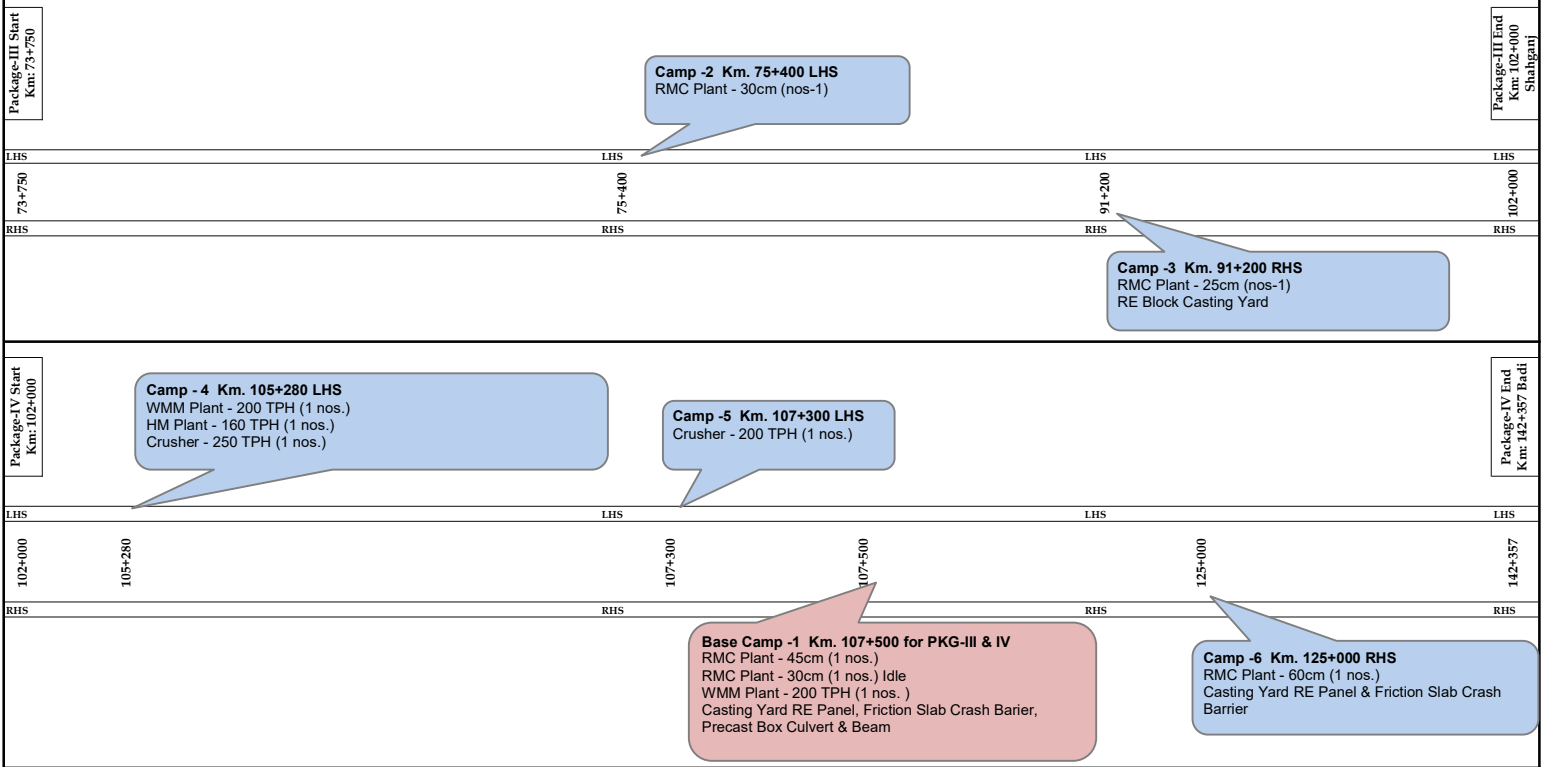 Package-III Start
Km: 73+750
Package-III End
Km: 102+000
Shahganj
Camp -2  Km. 75+400 LHS
RMC Plant - 30cm (nos-1)
LHS
LHS
LHS
LHS
73+750
75+400
91+200
102+000
RHS
RHS
RHS
RHS
Camp -3  Km. 91+200 RHS
RMC Plant - 25cm (nos-1)
RE Block Casting Yard
Package-IV Start
Km: 102+000
Package-IV End
Km: 142+357 Badi
Camp - 4  Km. 105+280 LHS
WMM Plant - 200 TPH (1 nos.)
HM Plant - 160 TPH (1 nos.)
Crusher - 250 TPH (1 nos.)
Camp -5  Km. 107+300 LHS
Crusher - 200 TPH (1 nos.)
LHS
LHS
LHS
LHS
102+000
105+280
107+300
107+500
125+000
142+357
RHS
RHS
RHS
RHS
Base Camp -1  Km. 107+500 for PKG-III & IV
RMC Plant - 45cm (1 nos.)
RMC Plant - 30cm (1 nos.) Idle
WMM Plant - 200 TPH (1 nos. )
Casting Yard RE Panel, Friction Slab Crash Barier,
Precast Box Culvert & Beam
Camp -6  Km. 125+000 RHS
RMC Plant - 60cm (1 nos.)
Casting Yard RE Panel & Friction Slab Crash
Barrier